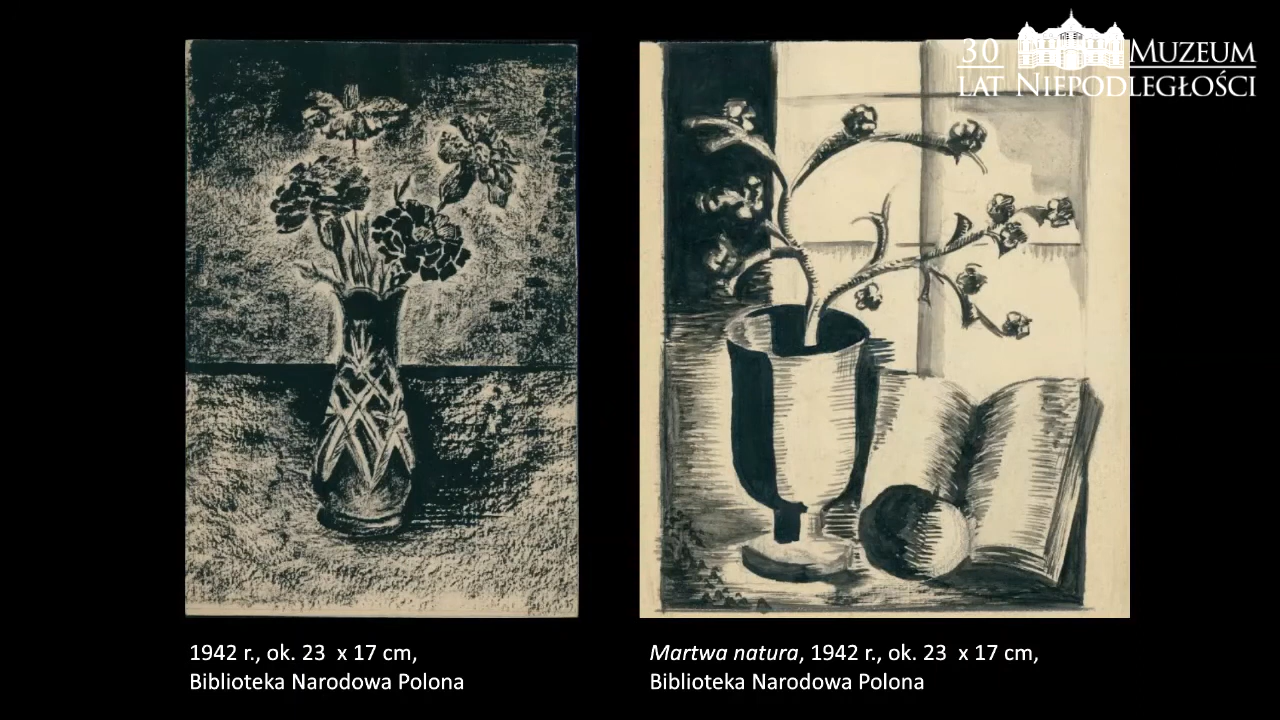 30 MUZEUM
LAT NIEPODLEGŁOŚCI
1942 r., ok. 23 x 17 cm,
Biblioteka Narodowa Polona
Martwa natura, 1942 r., ok. 23 x 17 cm,
Biblioteka Narodowa Polona